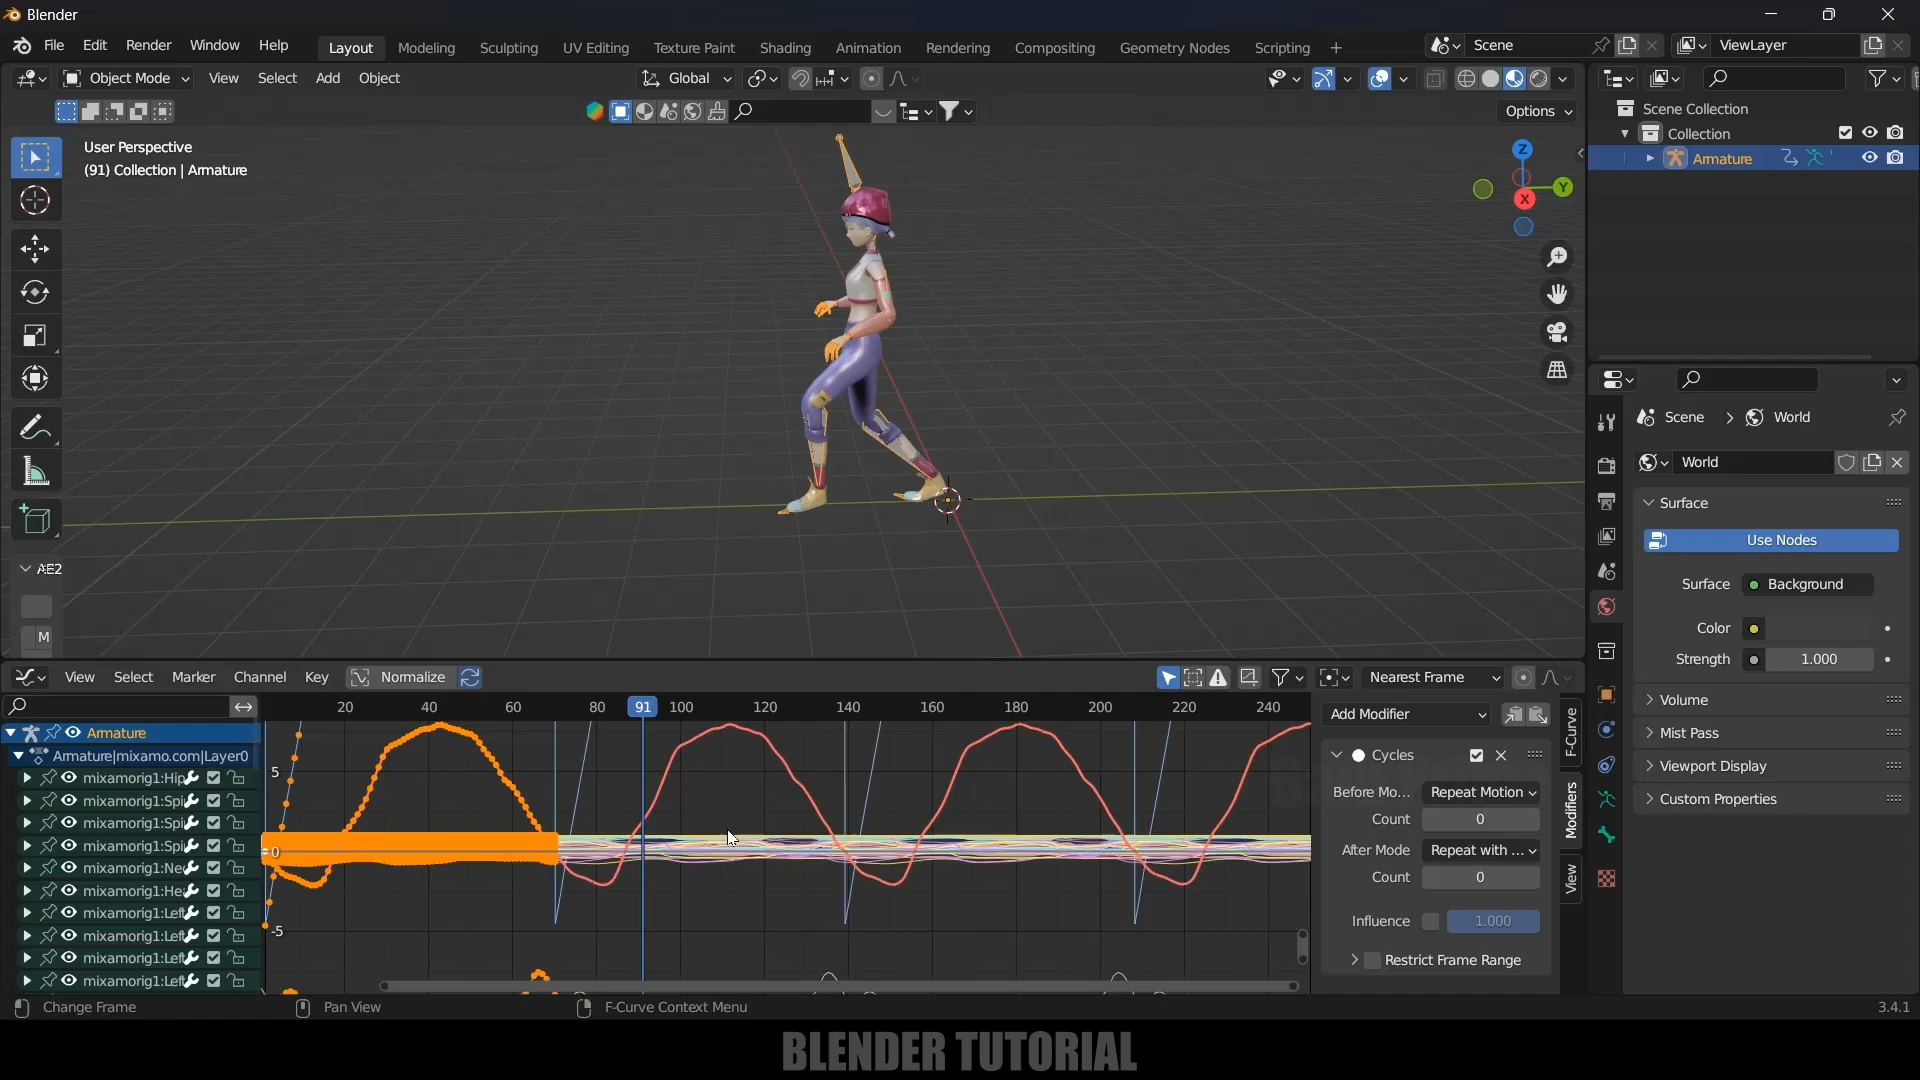 Blender
File Edit Render Window Help Layout Modeling Sculpting UV Editing Texture Paint Shading Animation Rendering Compositing Geometry Nodes Scripting + Scene ViewLayer
Object Mode View Select Add Object Global
Options
User Perspective
(91) Collection | Armature
Z
Y
X
AE2
M
Scene Collection
Collection
Armature
Scene > World
World
Surface
Use Nodes
Surface Background
Color
Strength 1.000
Volume
Mist Pass
Viewport Display
Custom Properties
View Select Marker Channel Key Normalize Nearest Frame
20 40 60 80 91 100 120 140 160 180 200 220 240
Armature
Armature|mixamo.com|Layer0
mixamorig1:Hip
mixamorig1:Spi
mixamorig1:Spi
mixamorig1:Spi
mixamorig1:Ne
mixamorig1:He
mixamorig1:Left
mixamorig1:Left
mixamorig1:Left
mixamorig1:Left
5
0
-5
Add Modifier
Cycles
Before Mo... Repeat Motion
Count 0
After Mode Repeat with ...
Count 0
Influence 1.000
Restrict Frame Range
F-Curve
Modifiers
View
Change Frame Pan View F-Curve Context Menu 3.4.1
BLENDER TUTORIAL